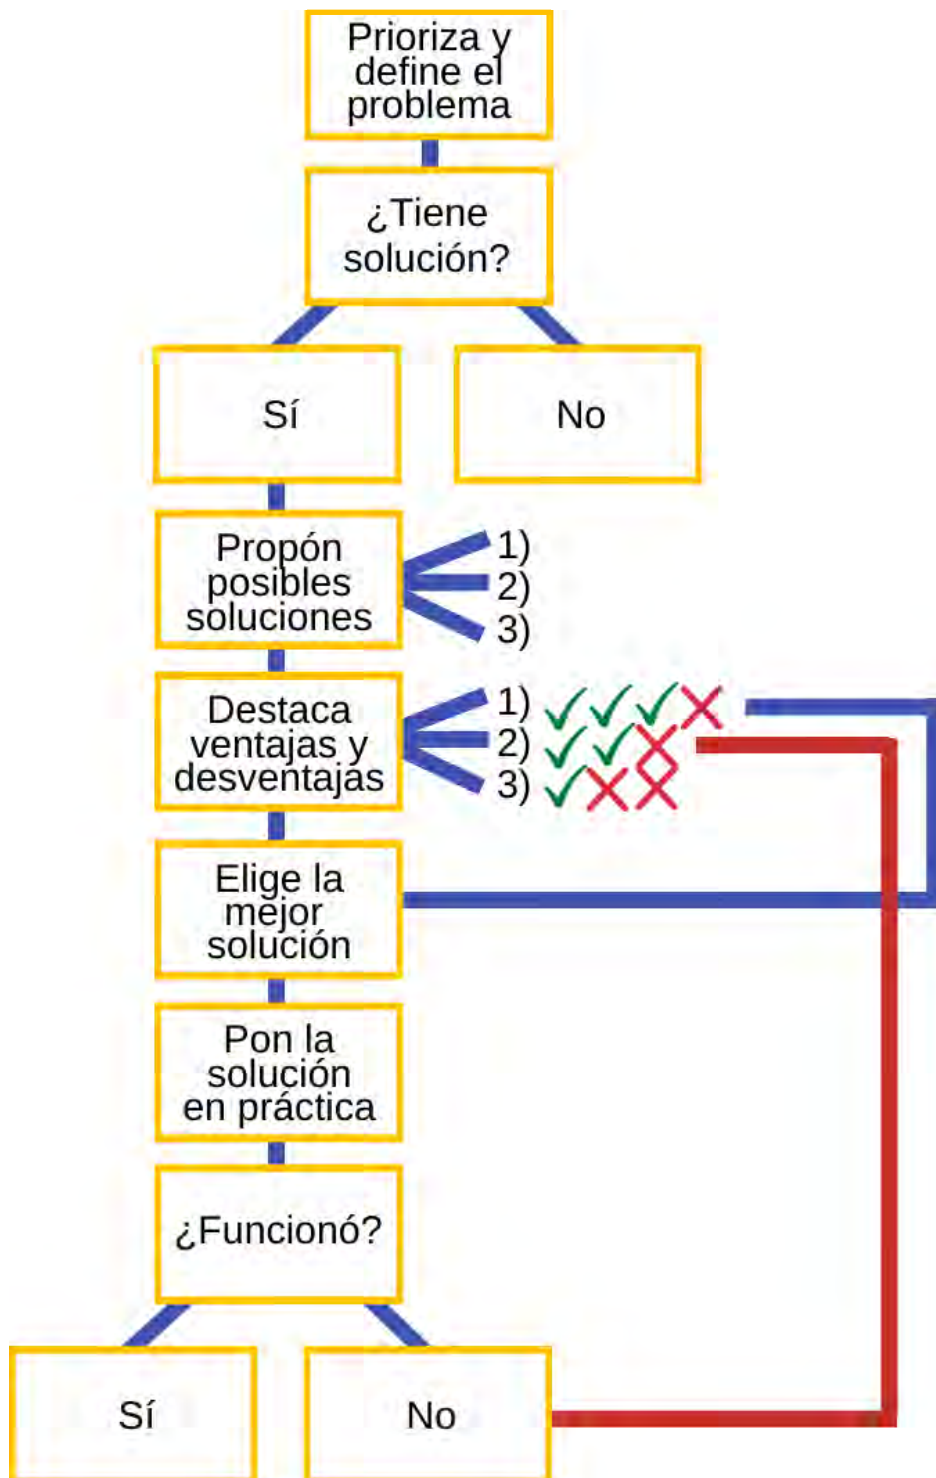 Prioriza y
define el
problema
¿Tiene
solución?
Sí
No
Propón
posibles
soluciones
1)
2)
3)
Destaca
ventajas y
desventajas
1)
2)
3)
Elige la
mejor
solución
Pon la
solución
en práctica
¿Funcionó?
Sí
No